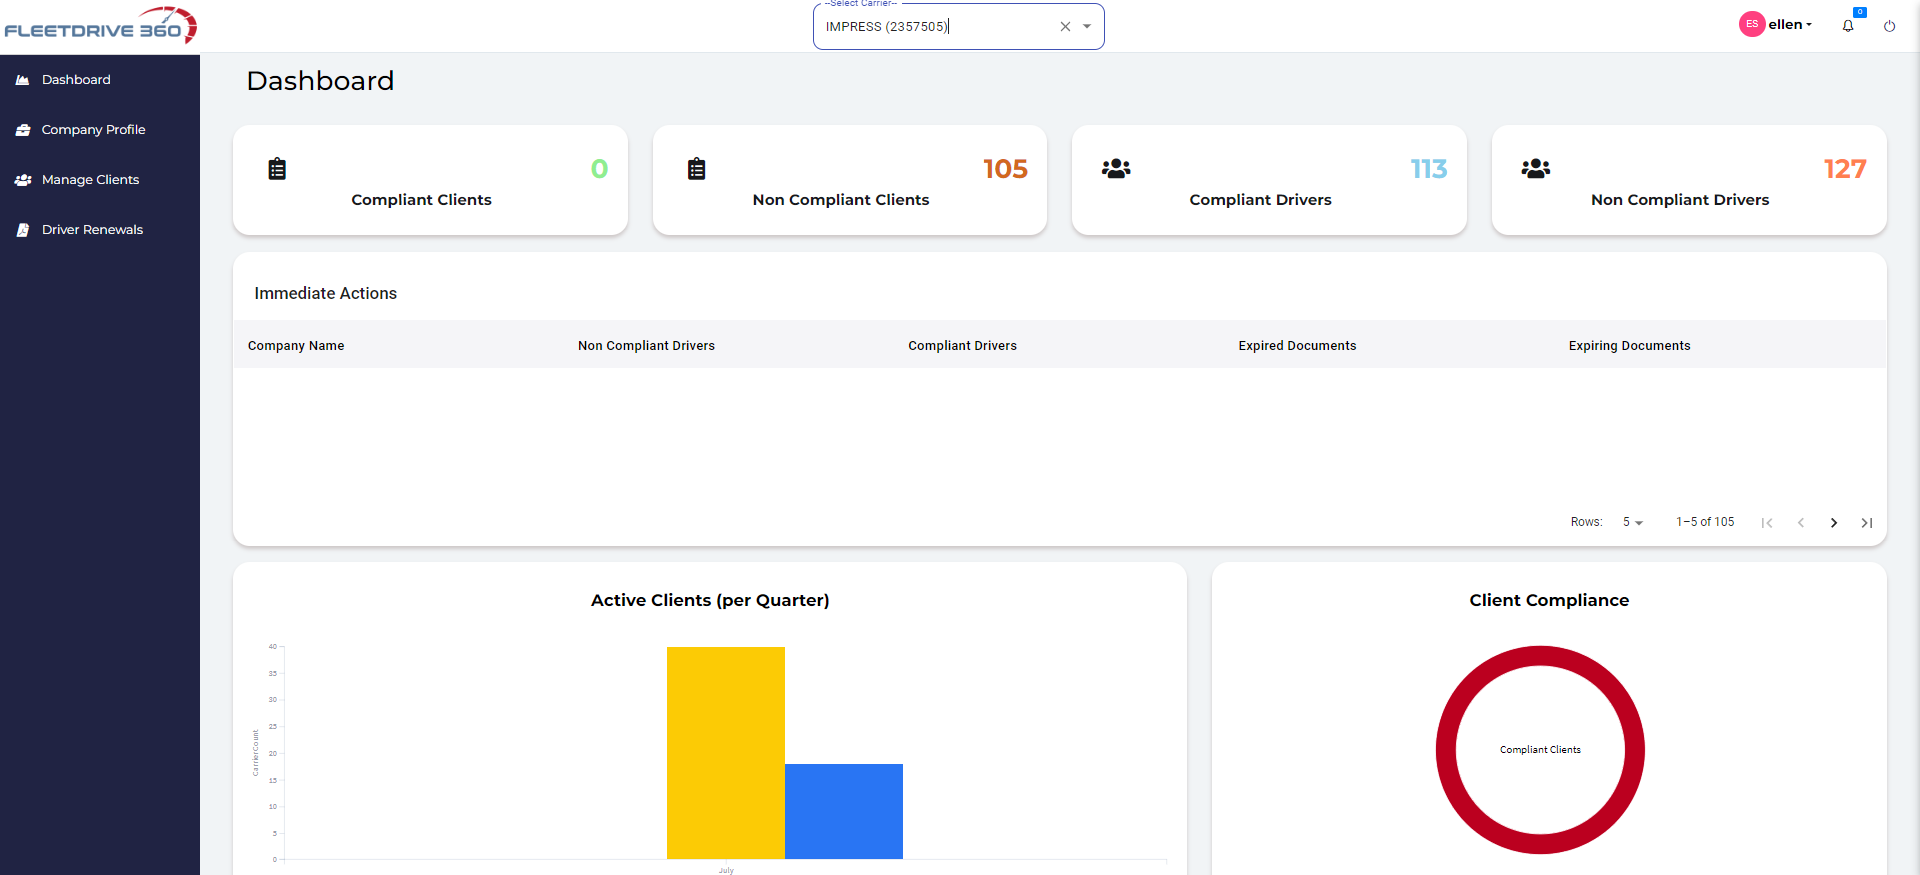 FLEETDRIVE 360
--Select Carrier--
IMPRESS (2357505)
ES
ellen
0
Dashboard
Company Profile
Manage Clients
Driver Renewals
Dashboard
0
Compliant Clients
105
Non Compliant Clients
113
Compliant Drivers
127
Non Compliant Drivers
Immediate Actions
Company Name
Non Compliant Drivers
Compliant Drivers
Expired Documents
Expiring Documents
Rows:
5
1–5 of 105
Active Clients (per Quarter)
40
35
30
25
20
15
10
5
0
CarrierCount
July
Client Compliance
Compliant Clients